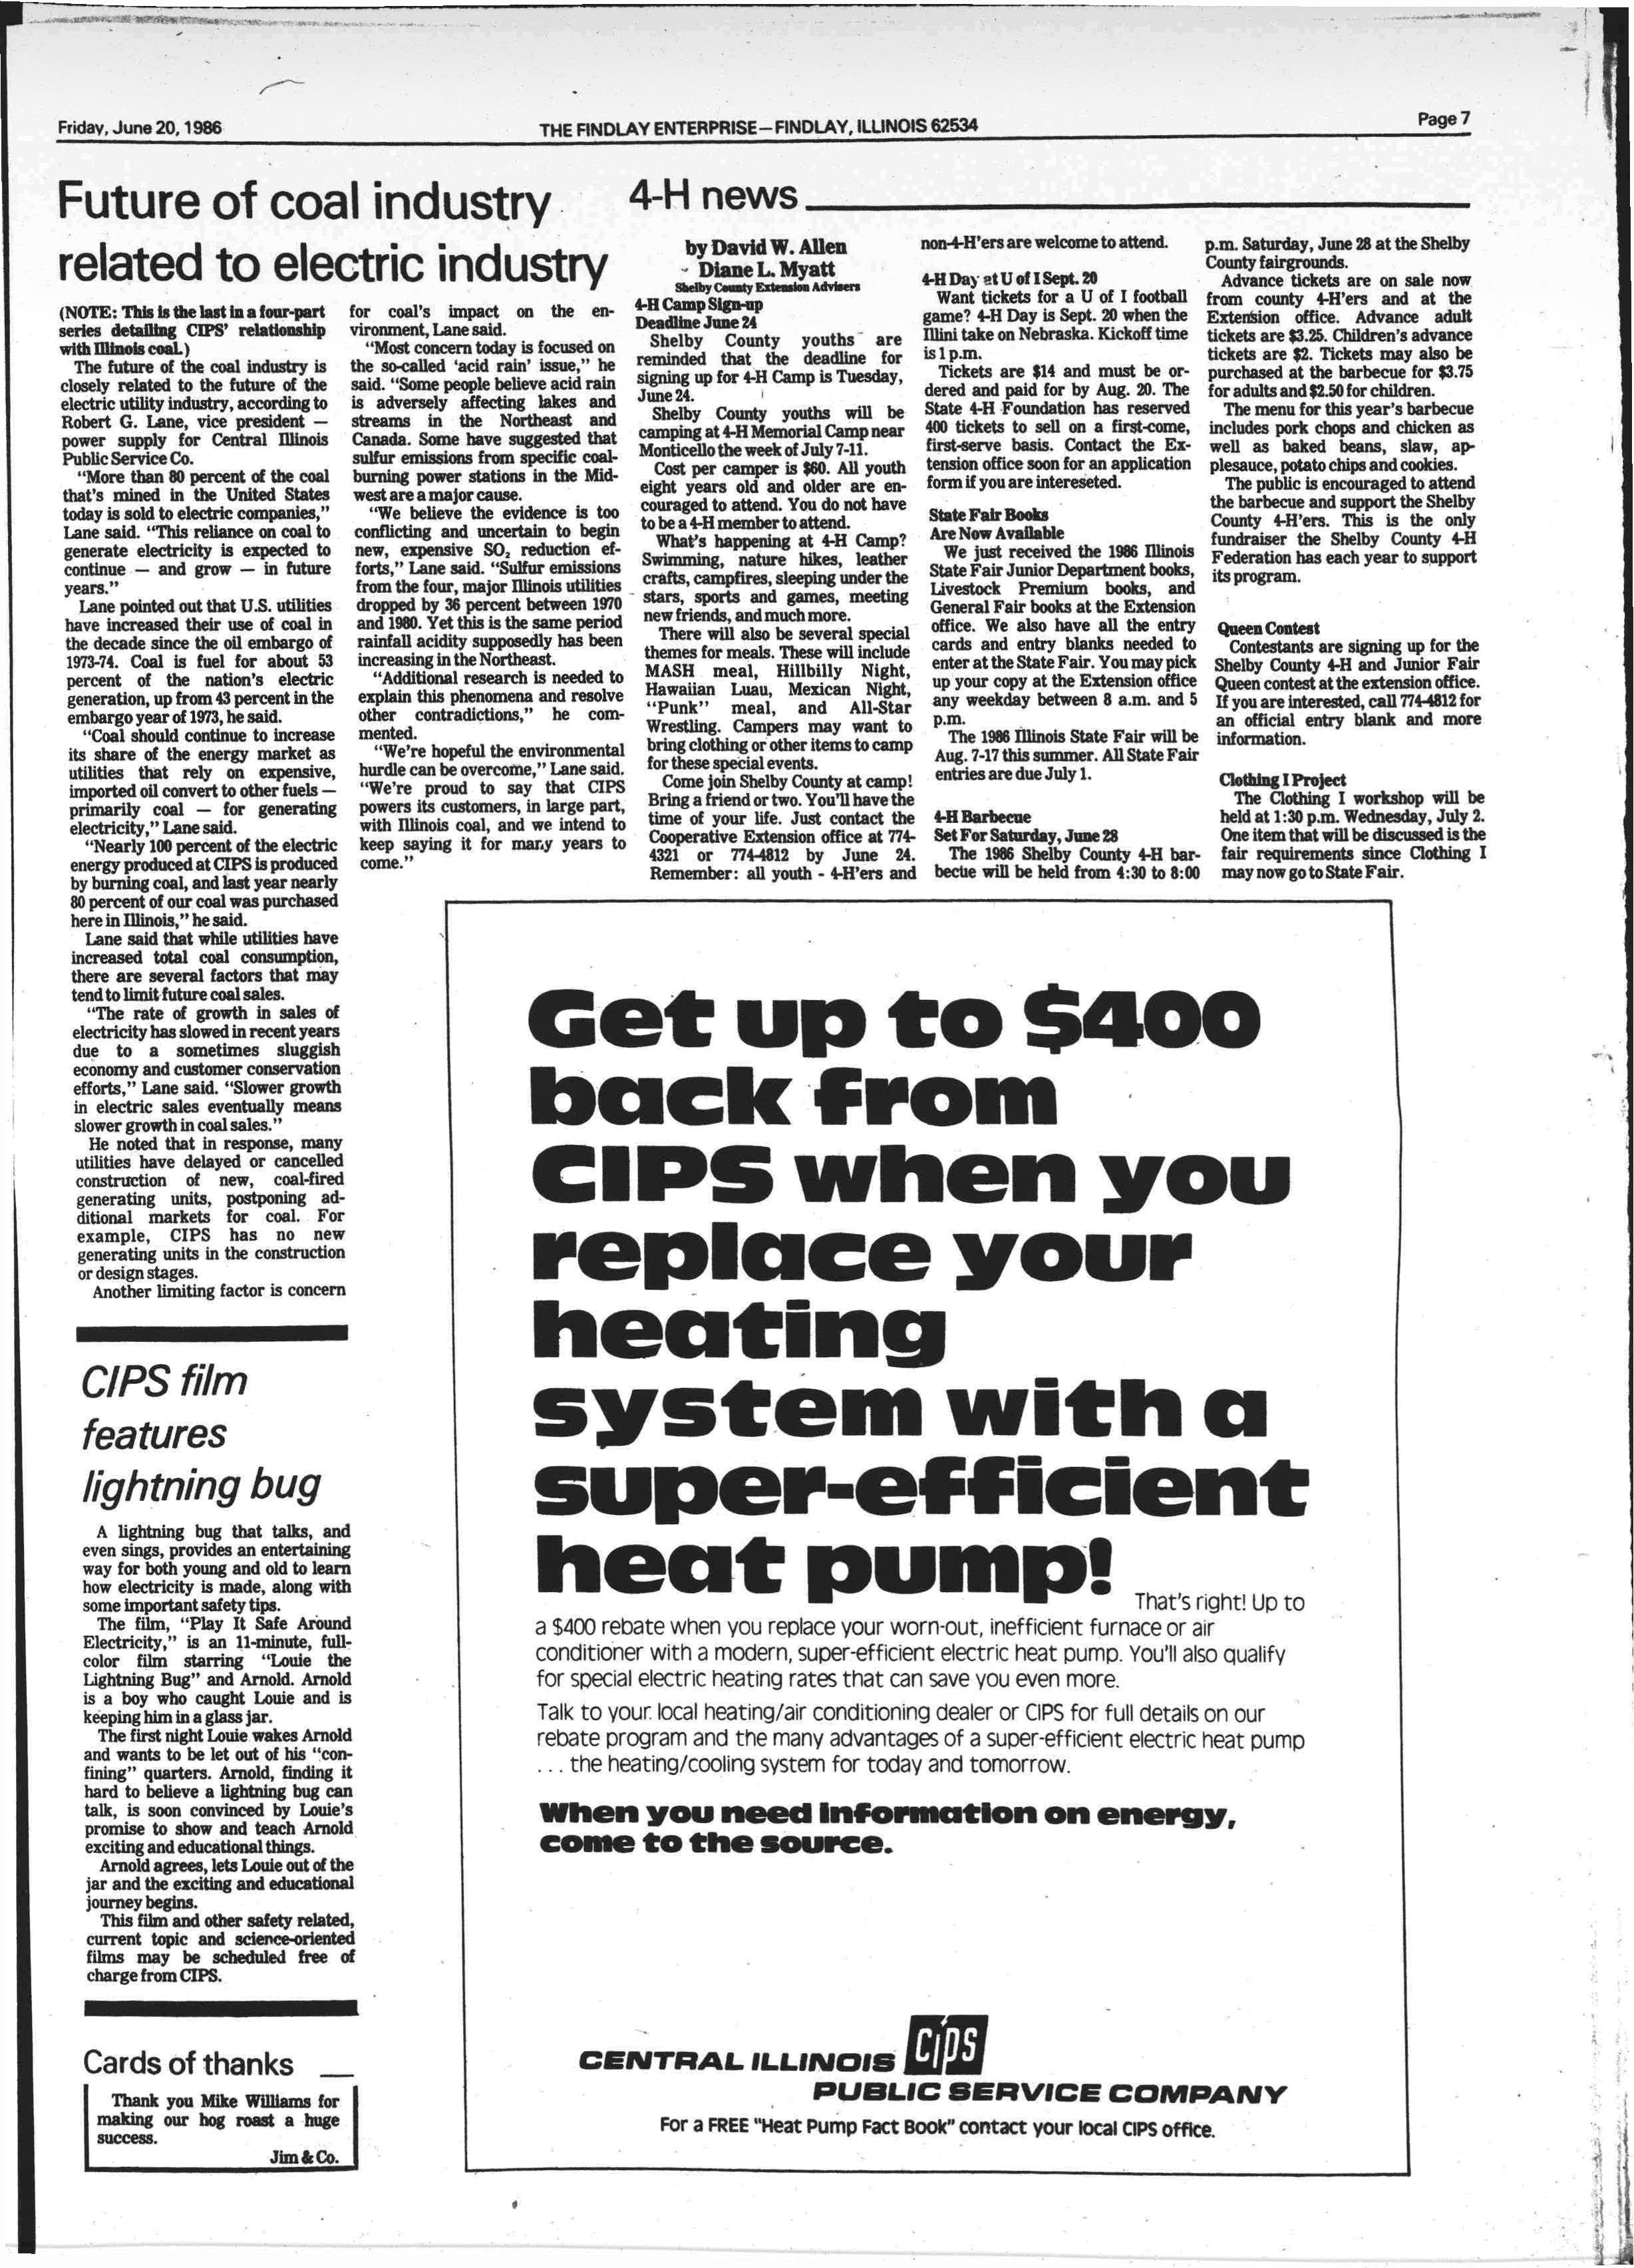 Friday, June 20, 1986
THE FINDLAY ENTERPRISE—FINDLAY, ILLINOIS 62534
Page 7
Future of coal industry
related to electric industry
(NOTE: This is the last in a four-part
series detailing CIPS' relationship
with Illinois coal.)
The future of the coal industry is
closely related to the future of the
electric utility industry, according to
Robert G. Lane, vice president —
power supply for Central Illinois
Public Service Co.
"More than 80 percent of the coal
that's mined in the United States
today is sold to electric companies,"
Lane said. "This reliance on coal to
generate electricity is expected to
continue — and grow — in future
years."
Lane pointed out that U.S. utilities
have increased their use of coal in
the decade since the oil embargo of
1973-74. Coal is fuel for about 53
percent of the nation's electric
generation, up from 43 percent in the
embargo year of 1973, he said.
"Coal should continue to increase
its share of the energy market as
utilities that rely on expensive,
imported oil convert to other fuels —
primarily coal — for generating
electricity," Lane said.
"Nearly 100 percent of the electric
energy produced at CIPS is produced
by burning coal, and last year nearly
80 percent of our coal was purchased
here in Illinois," he said.
Lane said that while utilities have
increased total coal consumption,
there are several factors that may
tend to limit future coal sales.
"The rate of growth in sales of
electricity has slowed in recent years
due to a sometimes sluggish
economy and customer conservation
efforts," Lane said. "Slower growth
in electric sales eventually means
slower growth in coal sales."
He noted that in response, many
utilities have delayed or cancelled
construction of new, coal-fired
generating units, postponing ad-
ditional markets for coal. For
example, CIPS has no new
generating units in the construction
or design stages.
Another limiting factor is concern
for coal's impact on the en-
vironment, Lane said.
"Most concern today is focused on
the so-called 'acid rain' issue," he
said. "Some people believe acid rain
is adversely affecting lakes and
streams in the Northeast and
Canada. Some have suggested that
sulfur emissions from specific coal-
burning power stations in the Mid-
west are a major cause.
"We believe the evidence is too
conflicting and uncertain to begin
new, expensive SO₂ reduction ef-
forts," Lane said. "Sulfur emissions
from the four, major Illinois utilities
dropped by 36 percent between 1970
and 1980. Yet this is the same period
rainfall acidity supposedly has been
increasing in the Northeast.
"Additional research is needed to
explain this phenomena and resolve
other contradictions," he com-
mented.
"We're hopeful the environmental
hurdle can be overcome," Lane said.
"We're proud to say that CIPS
powers its customers, in large part,
with Illinois coal, and we intend to
keep saying it for many years to
come."
CIPS film
features
lightning bug
A lightning bug that talks, and
even sings, provides an entertaining
way for both young and old to learn
how electricity is made, along with
some important safety tips.
The film, "Play It Safe Around
Electricity," is an 11-minute, full-
color film starring "Louie the
Lightning Bug" and Arnold. Arnold
is a boy who caught Louie and is
keeping him in a glass jar.
The first night Louie wakes Arnold
and wants to be let out of his "con-
fining" quarters. Arnold, finding it
hard to believe a lightning bug can
talk, is soon convinced by Louie's
promise to show and teach Arnold
exciting and educational things.
Arnold agrees, lets Louie out of the
jar and the exciting and educational
journey begins.
This film and other safety related,
current topic and science-oriented
films may be scheduled free of
charge from CIPS.
Cards of thanks
Thank you Mike Williams for
making our hog roast a huge
success.
Jim & Co.
4-H news
by David W. Allen
Diane L. Myatt
Shelby County Extension Advisers
4-H Camp Sign-up
Deadline June 24
Shelby County youths are
reminded that the deadline for
signing up for 4-H Camp is Tuesday,
June 24.
Shelby County youths will be
camping at 4-H Memorial Camp near
Monticello the week of July 7-11.
Cost per camper is $60. All youth
eight years old and older are en-
couraged to attend. You do not have
to be a 4-H member to attend.
What's happening at 4-H Camp?
Swimming, nature hikes, leather
crafts, campfires, sleeping under the
stars, sports and games, meeting
new friends, and much more.
There will also be several special
themes for meals. These will include
MASH meal, Hillbilly Night,
Hawaiian Luau, Mexican Night,
"Punk" meal, and All-Star
Wrestling. Campers may want to
bring clothing or other items to camp
for these special events.
Come join Shelby County at camp!
Bring a friend or two. You'll have the
time of your life. Just contact the
Cooperative Extension office at 774-
4321 or 774-4812 by June 24.
Remember: all youth - 4-H'ers and
non-4-H'ers are welcome to attend.
4-H Day at U of I Sept. 20
Want tickets for a U of I football
game? 4-H Day is Sept. 20 when the
Illini take on Nebraska. Kickoff time
is 1 p.m.
Tickets are $14 and must be or-
dered and paid for by Aug. 20. The
State 4-H Foundation has reserved
400 tickets to sell on a first-come,
first-serve basis. Contact the Ex-
tension office soon for an application
form if you are intereseted.
State Fair Books
Are Now Available
We just received the 1986 Illinois
State Fair Junior Department books,
Livestock Premium books, and
General Fair books at the Extension
office. We also have all the entry
cards and entry blanks needed to
enter at the State Fair. You may pick
up your copy at the Extension office
any weekday between 8 a.m. and 5
p.m.
The 1986 Illinois State Fair will be
Aug. 7-17 this summer. All State Fair
entries are due July 1.
4-H Barbecue
Set For Saturday, June 28
The 1986 Shelby County 4-H bar-
becue will be held from 4:30 to 8:00
p.m. Saturday, June 28 at the Shelby
County fairgrounds.
Advance tickets are on sale now
from county 4-H'ers and at the
Extension office. Advance adult
tickets are $3.25. Children's advance
tickets are $2. Tickets may also be
purchased at the barbecue for $3.75
for adults and $2.50 for children.
The menu for this year's barbecue
includes pork chops and chicken as
well as baked beans, slaw, ap-
plesauce, potato chips and cookies.
The public is encouraged to attend
the barbecue and support the Shelby
County 4-H'ers. This is the only
fundraiser the Shelby County 4-H
Federation has each year to support
its program.
Queen Contest
Contestants are signing up for the
Shelby County 4-H and Junior Fair
Queen contest at the extension office.
If you are interested, call 774-4812 for
an official entry blank and more
information.
Clothing I Project
The Clothing I workshop will be
held at 1:30 p.m. Wednesday, July 2.
One item that will be discussed is the
fair requirements since Clothing I
may now go to State Fair.
Get up to $400
back from
CIPS when you
replace your
heating
system with a
super-efficient
heat pump!
That's right! Up to
a $400 rebate when you replace your worn-out, inefficient furnace or air
conditioner with a modern, super-efficient electric heat pump. You'll also qualify
for special electric heating rates that can save you even more.
Talk to your local heating/air conditioning dealer or CIPS for full details on our
rebate program and the many advantages of a super-efficient electric heat pump
... the heating/cooling system for today and tomorrow.
When you need information on energy,
come to the source.
CENTRAL ILLINOIS CIPS
PUBLIC SERVICE COMPANY
For a FREE "Heat Pump Fact Book" contact your local CIPS office.